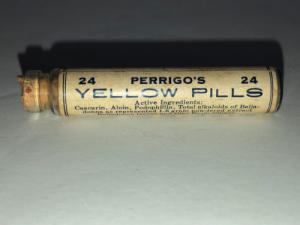 24 PERRIGO'S 24
YELLOW PILLS
Active Ingredients:
Cascarin, Aloin, Podophyllin, Total alkaloids of Bella-
donna as represented 1-8 grain powdered extract